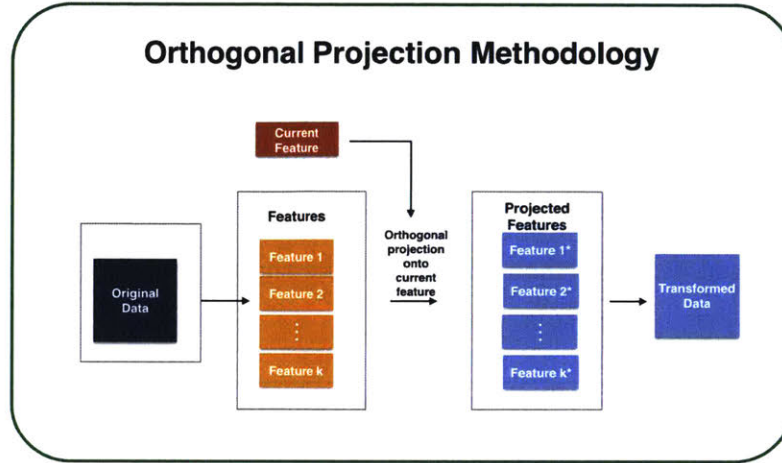 Orthogonal Projection Methodology
Current
Feature
Features
Feature 1
Feature 2
⋮
Feature k
Original
Data
Orthogonal
projection
onto
current
feature
Projected
Features
Feature 1*
Feature 2*
⋮
Feature k*
Transformed
Data